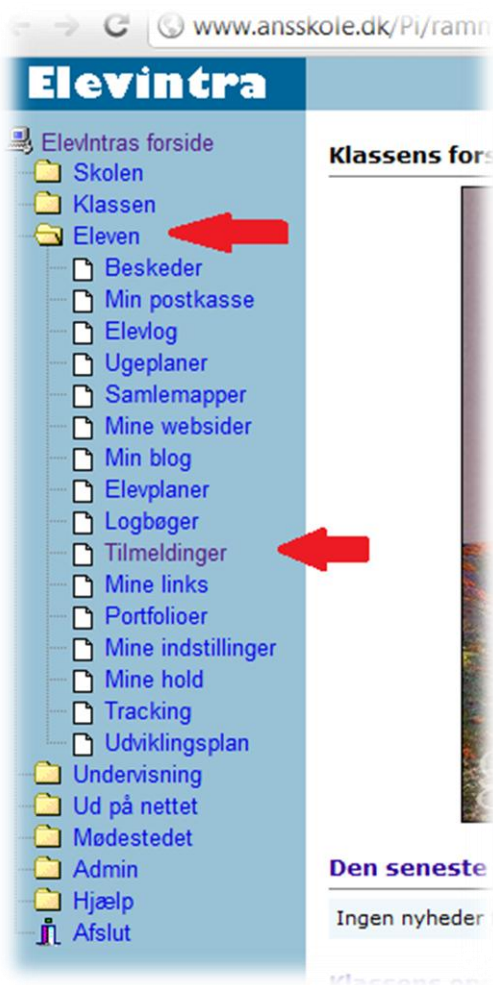 www.ansskole.dk/Pi/ramm
Elevintra
ElevIntras forside
Skolen
Klassen
Eleven
Beskeder
Min postkasse
Elevlog
Ugeplaner
Samlemapper
Mine websider
Min blog
Elevplaner
Logbøger
Tilmeldinger
Mine links
Portfolioer
Mine indstillinger
Mine hold
Tracking
Udviklingsplan
Undervisning
Ud på nettet
Mødestedet
Admin
Hjælp
Afslut
Klassens fors
Den seneste
Ingen nyheder